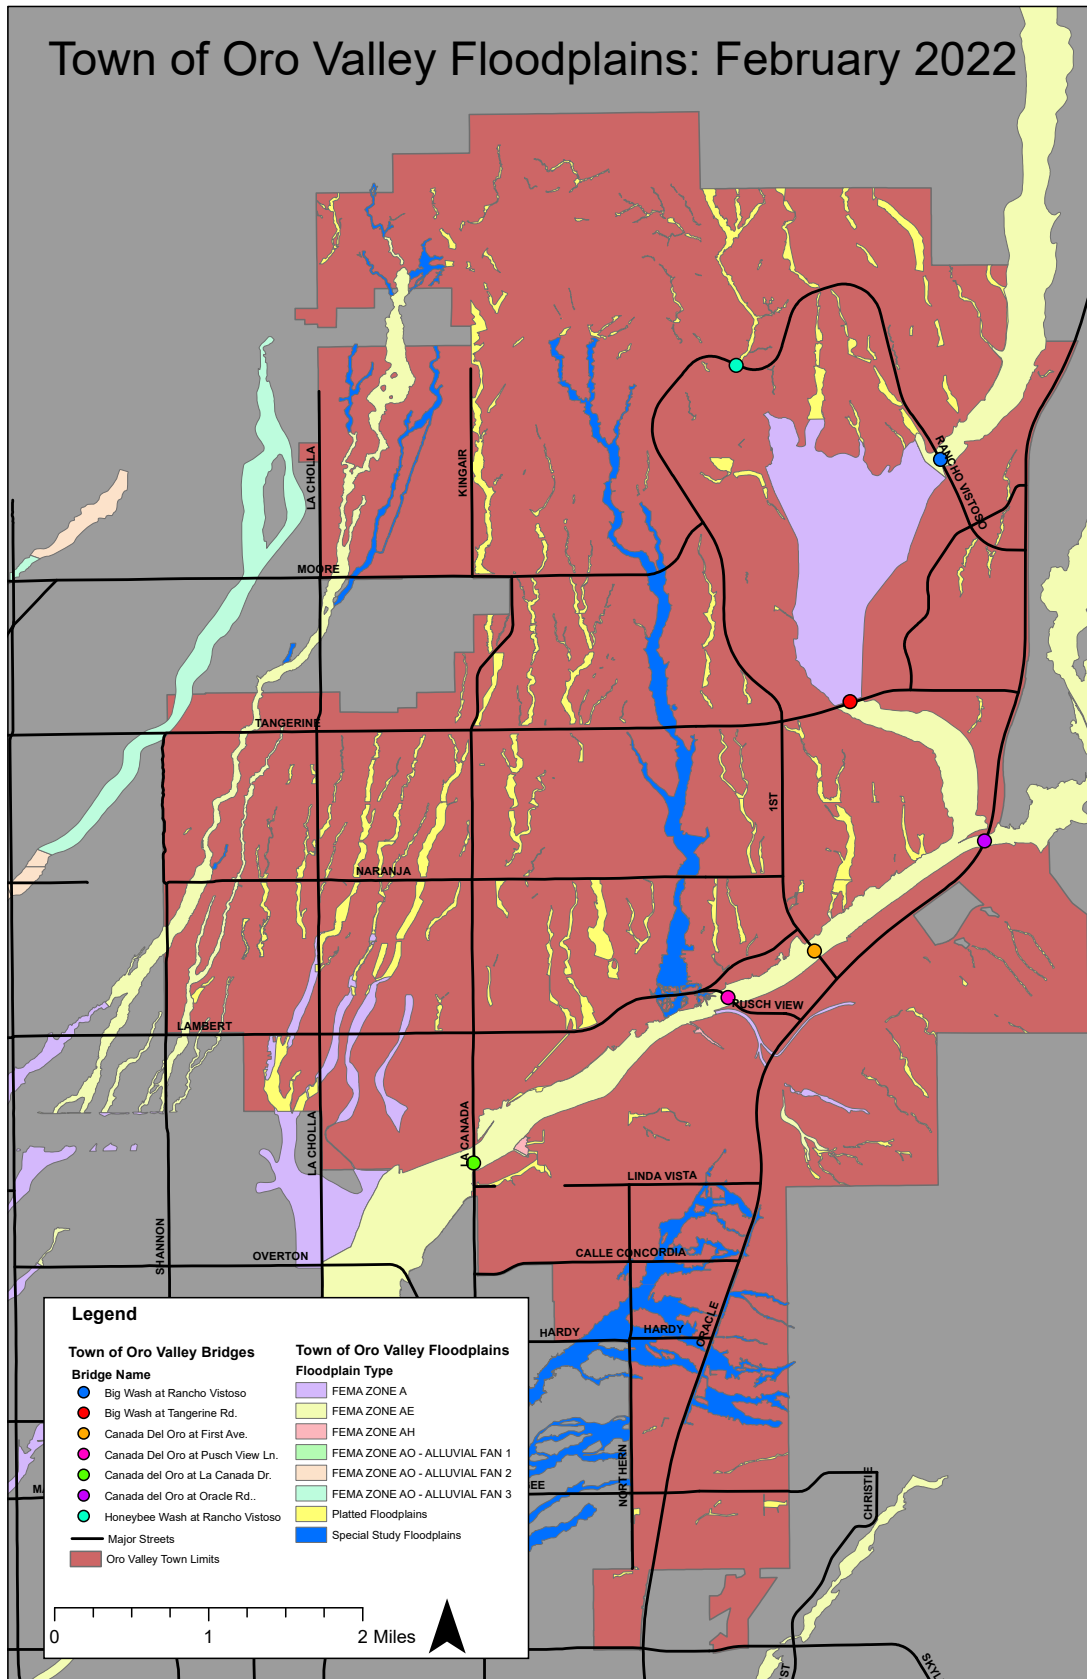 Town of Oro Valley Floodplains: February 2022
RANCHO VISTOSO
LA CHOLLA
KINGAIR
MOORE
TANGERINE
1ST
NARANJA
PUSCH VIEW
LAMBERT
LA CANADA
LA CHOLLA
LINDA VISTA
SHANNON
OVERTON
CALLE CONCORDIA
HARDY
HARDY
ORACLE
NORTHERN
CHRISTIE
Legend
Town of Oro Valley Bridges
Bridge Name
Big Wash at Rancho Vistoso
Big Wash at Tangerine Rd.
Canada Del Oro at First Ave.
Canada Del Oro at Pusch View Ln.
Canada del Oro at La Canada Dr.
Canada del Oro at Oracle Rd..
Honeybee Wash at Rancho Vistoso
Major Streets
Oro Valley Town Limits
Town of Oro Valley Floodplains
Floodplain Type
FEMA ZONE A
FEMA ZONE AE
FEMA ZONE AH
FEMA ZONE AO - ALLUVIAL FAN 1
FEMA ZONE AO - ALLUVIAL FAN 2
FEMA ZONE AO - ALLUVIAL FAN 3
Platted Floodplains
Special Study Floodplains
0 1 2 Miles
MA
EE
ST
SKYL